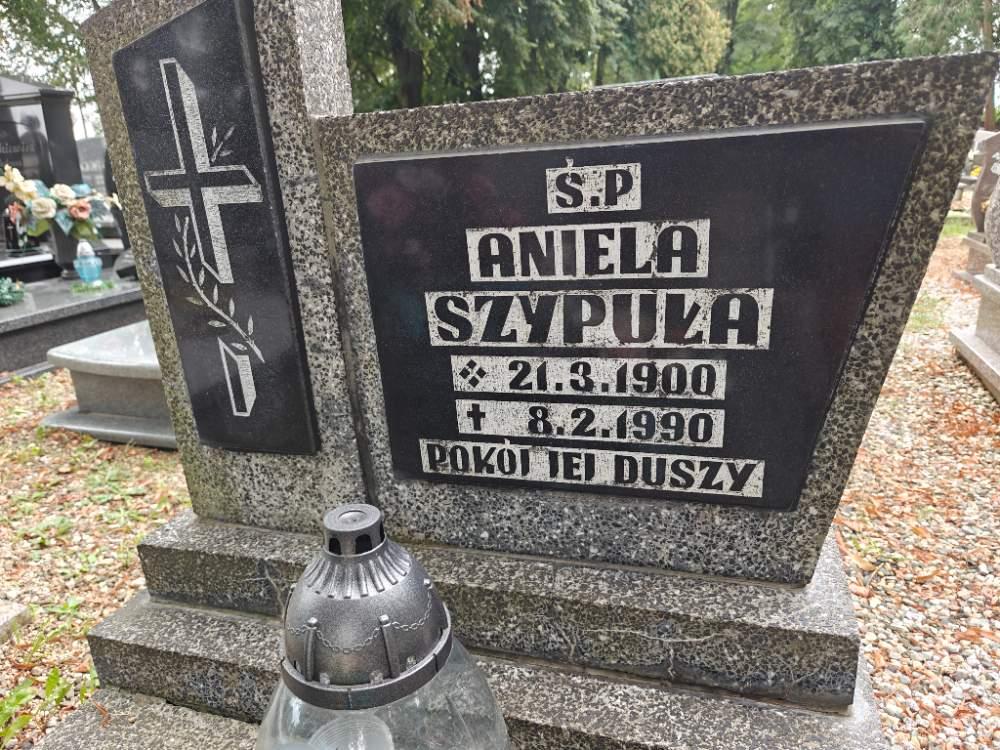 Ś.P
ANIELA
SZYPUŁA
21.3.1900
✝ 8.2.1990
POKÓJ JEJ DUSZY